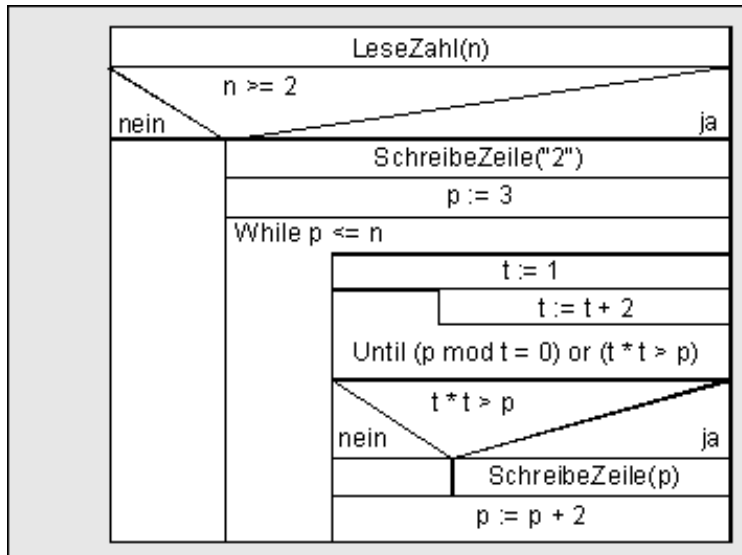 LeseZahl(n)
n >= 2
nein
ja
SchreibeZeile("2")
p := 3
While p <= n
t := 1
t := t + 2
Until (p mod t = 0) or (t * t > p)
t * t > p
nein
ja
SchreibeZeile(p)
p := p + 2